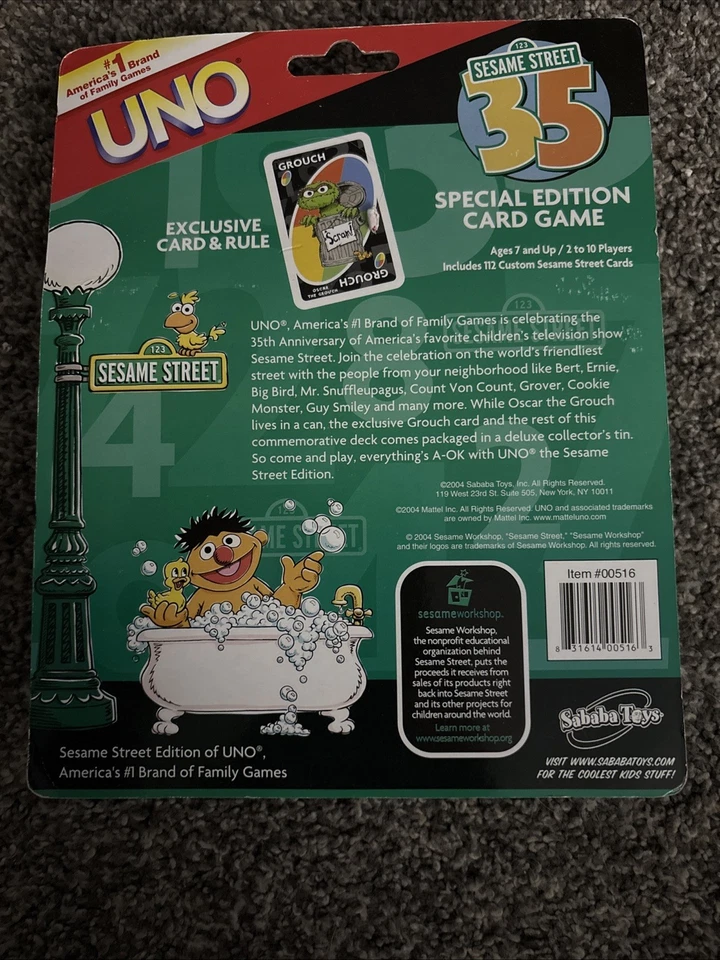 #1 Brand
America's
of Family Games
UNO®
123
SESAME STREET
35
GROUCH
Scram!
GROUCH
OSCAR
THE GROUCH
EXCLUSIVE
CARD & RULE
SPECIAL EDITION
CARD GAME
Ages 7 and Up / 2 to 10 Players
Includes 112 Custom Sesame Street Cards
123
SESAME STREET
UNO®, America's #1 Brand of Family Games is celebrating the
35th Anniversary of America's favorite children's television show,
Sesame Street. Join the celebration on the world's friendliest
street with the people from your neighborhood like Bert, Ernie,
Big Bird, Mr. Snuffleupagus, Count Von Count, Grover, Cookie
Monster, Guy Smiley and many more. While Oscar the Grouch
lives in a can, the exclusive Grouch card and the rest of this
commemorative deck comes packaged in a deluxe collector's tin.
So come and play, everything's A-OK with UNO® the Sesame
Street Edition.
©2004 Sababa Toys, Inc. All Rights Reserved.
119 West 23rd St. Suite 505, New York, NY 10011
©2004 Mattel Inc. All Rights Reserved. UNO and associated trademarks
are owned by Mattel Inc. www.matteluno.com
© 2004 Sesame Workshop. "Sesame Street," "Sesame Workshop"
and their logos are trademarks of Sesame Workshop. All rights reserved.
sesameworkshop.
Sesame Workshop,
the nonprofit educational
organization behind
Sesame Street, puts the
proceeds it receives from
sales of its products right
back into Sesame Street
and its other projects for
children around the world.
Learn more at
www.sesameworkshop.org
Item #00516
8 31614 00516 3
Sababa Toys
VISIT WWW.SABABATOYS.COM
FOR THE COOLEST KIDS STUFF!
Sesame Street Edition of UNO®,
America's #1 Brand of Family Games